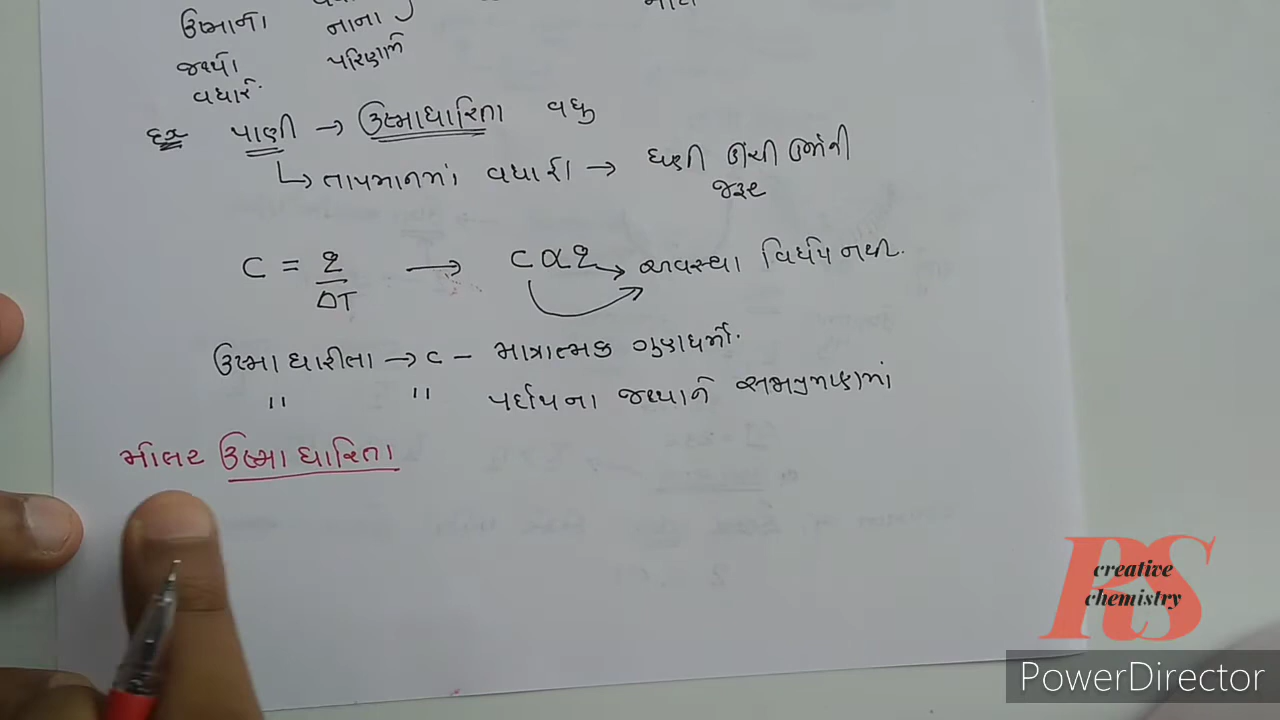 ઉષ્માના નાના
જથ્થા પરિણામે
વધારે.
દા.ત. પાણી → ઉષ્માધારિતા વધુ
↳ તાપમાનમાં વધારો → ઘણી ઊંચી ઊર્જાની
જરૂર
C = q/ΔT → C α q → અવસ્થા વિધેય નથી.
ઉષ્માધારીતા → C – માત્રાત્મક ગુણધર્મો.
" " પદાર્થના જથ્થાને સમપ્રમાણમાં
મોલર ઉષ્માધારિતા
RS
creative
chemistry
PowerDirector